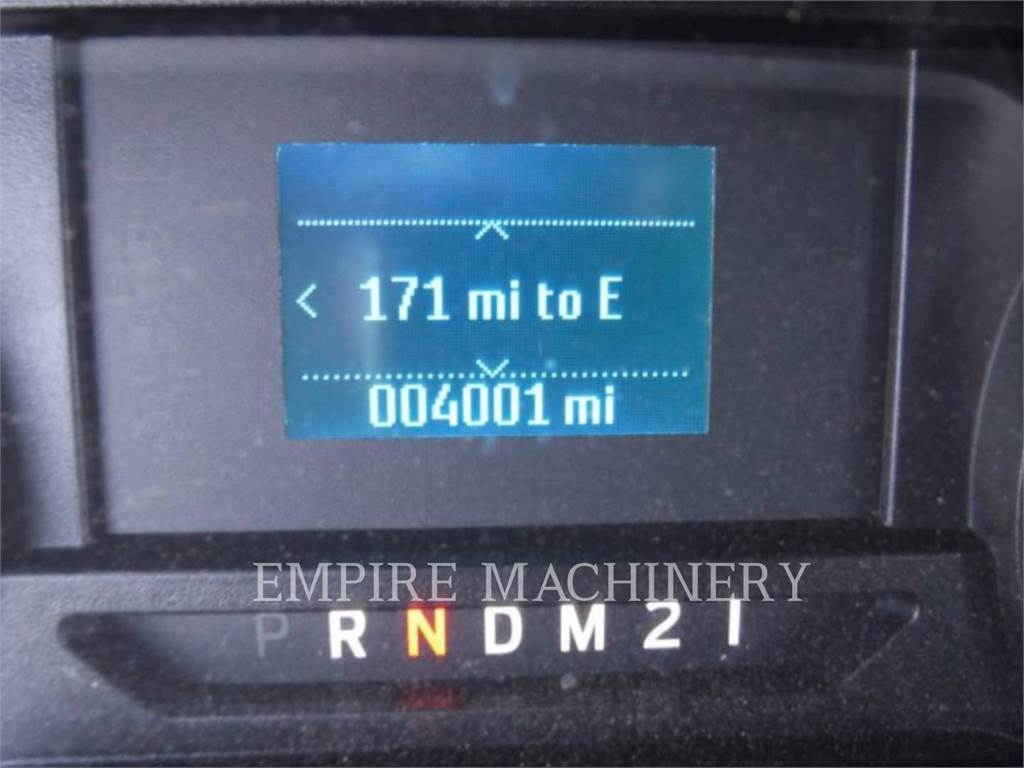 171 mi to E
004001 mi
EMPIRE MACHINERY
P R N D M 2 1